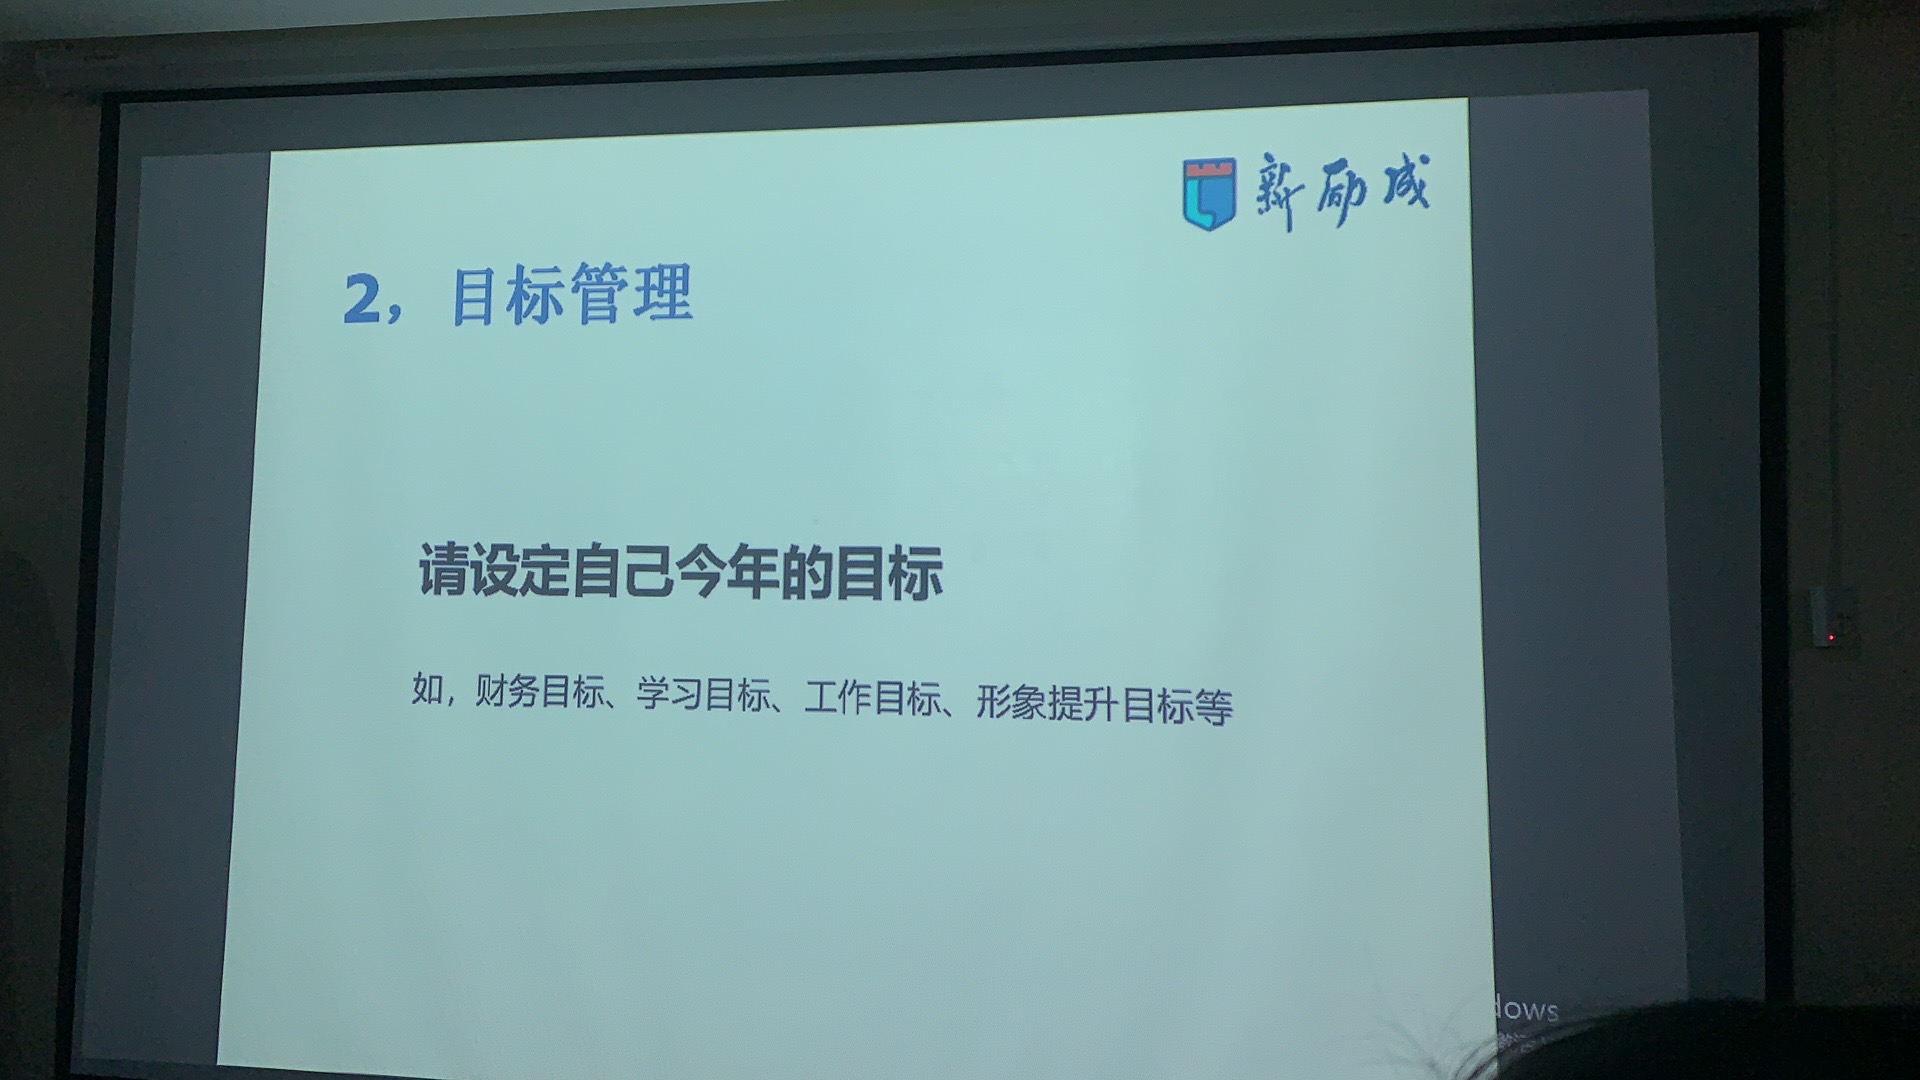 新励成
2，目标管理
请设定自己今年的目标
如，财务目标、学习目标、工作目标、形象提升目标等
dows